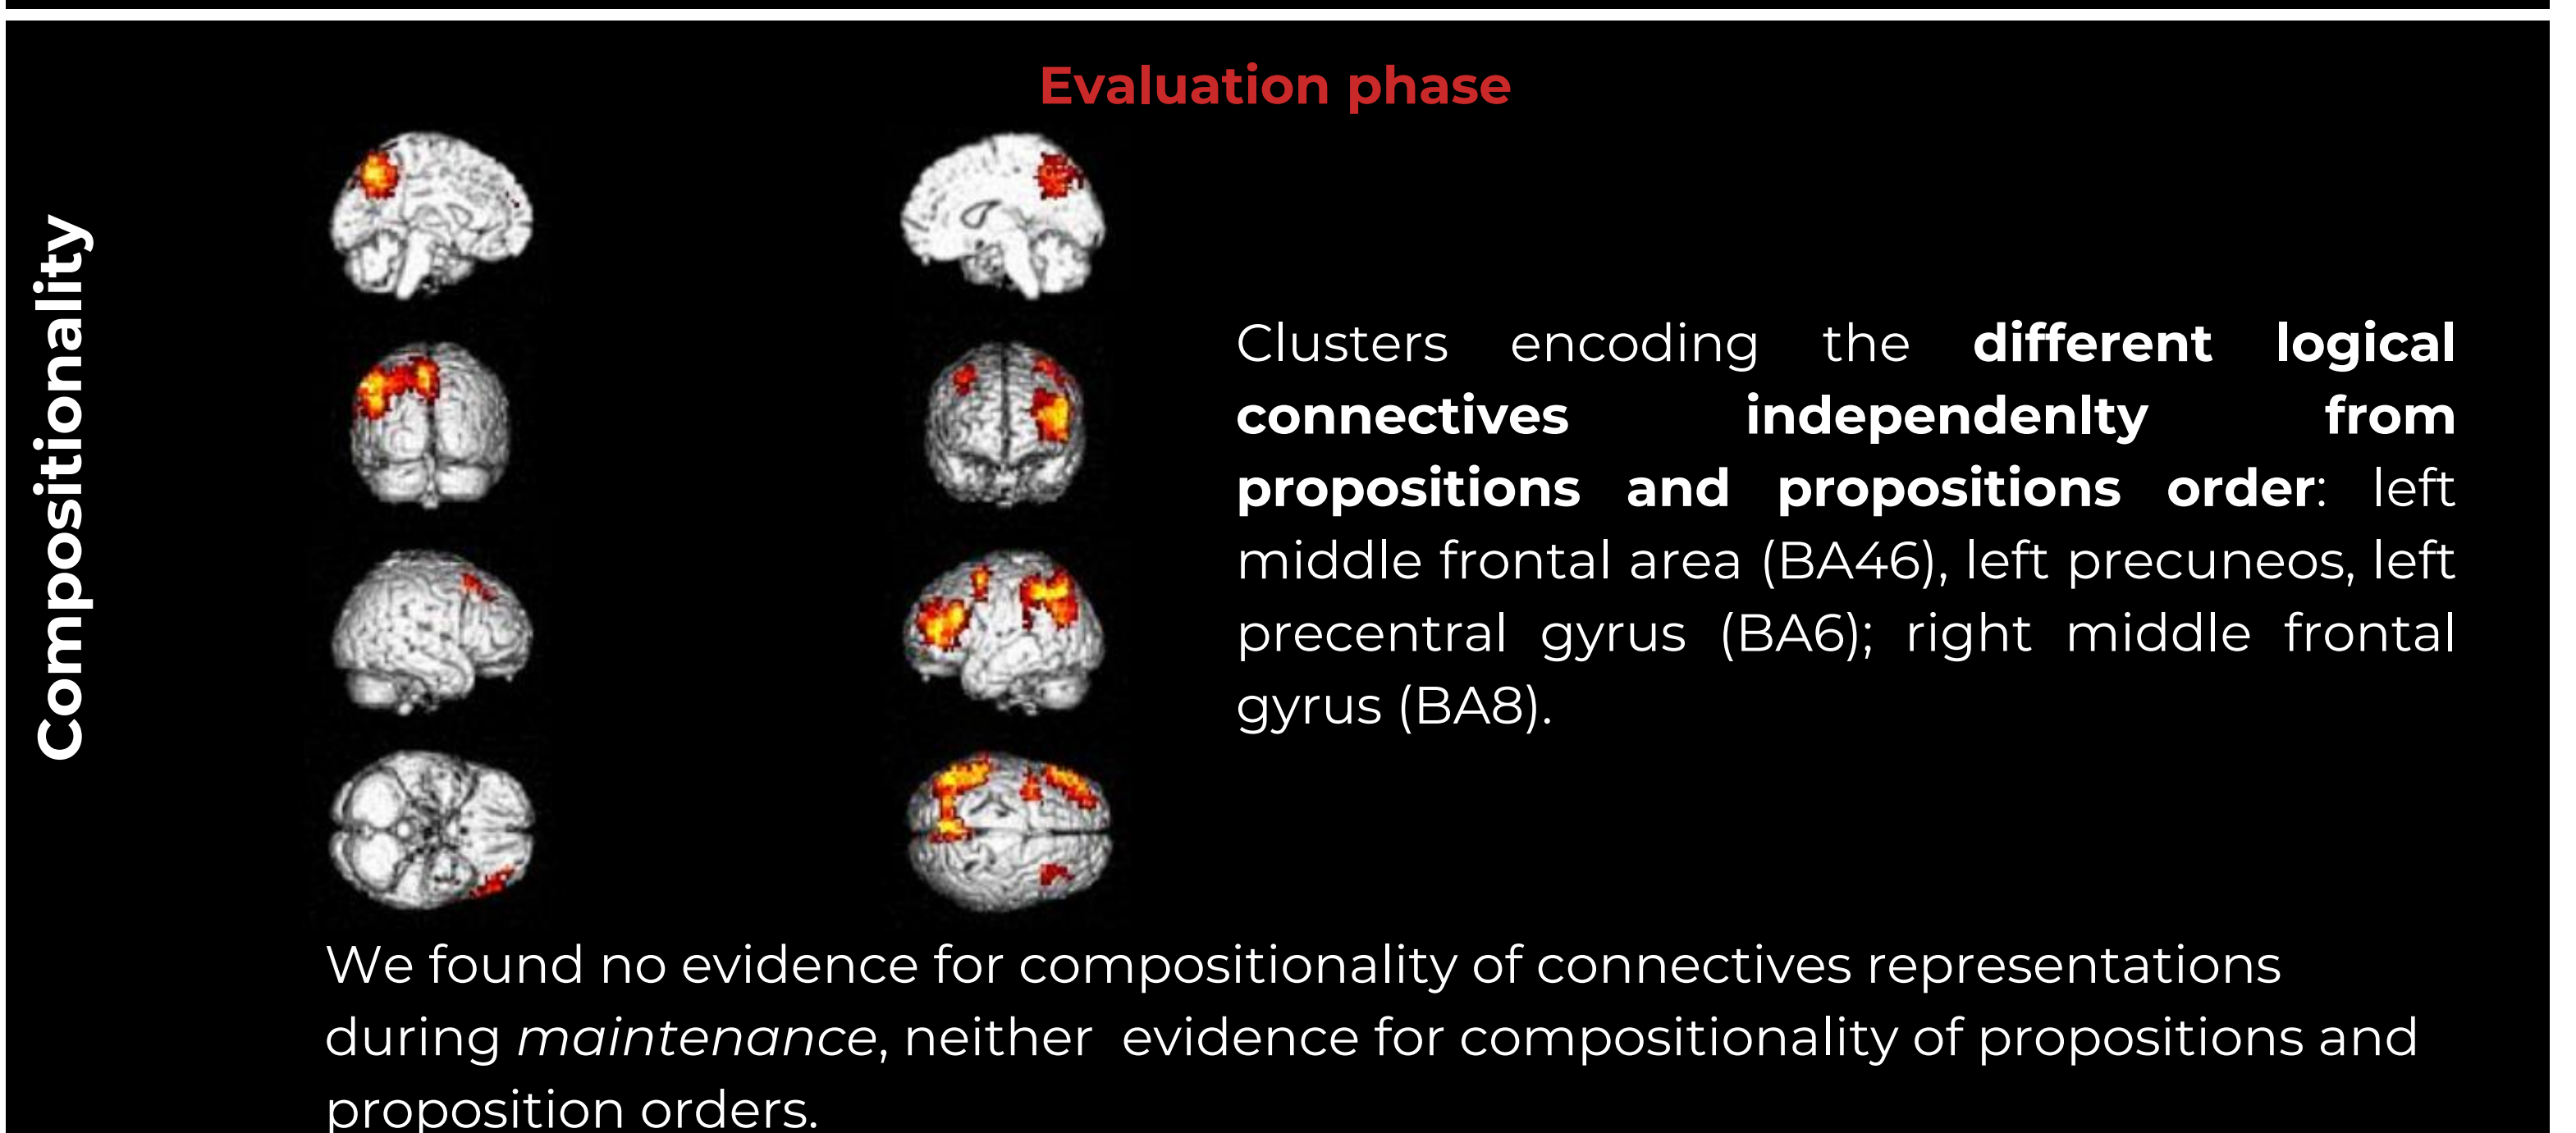 Evaluation phase
Compositionality
Clusters encoding the different logical
connectives independenlty from
propositions and propositions order: left
middle frontal area (BA46), left precuneos, left
precentral gyrus (BA6); right middle frontal
gyrus (BA8).
We found no evidence for compositionality of connectives representations
during maintenance, neither evidence for compositionality of propositions and
proposition orders.